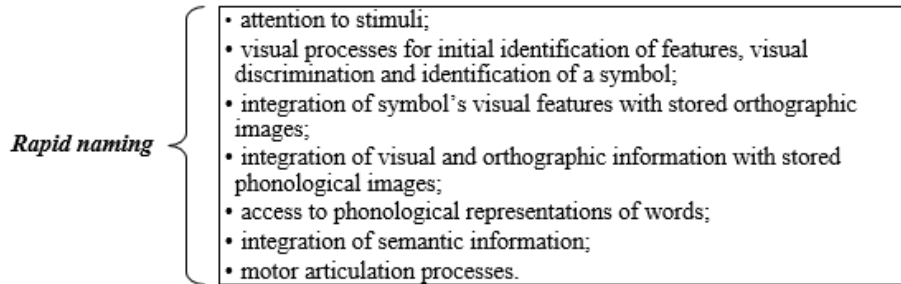 • attention to stimuli;
• visual processes for initial identification of features, visual
discrimination and identification of a symbol;
• integration of symbol’s visual features with stored orthographic
images;
Rapid naming
• integration of visual and orthographic information with stored
phonological images;
• access to phonological representations of words;
• integration of semantic information;
• motor articulation processes.